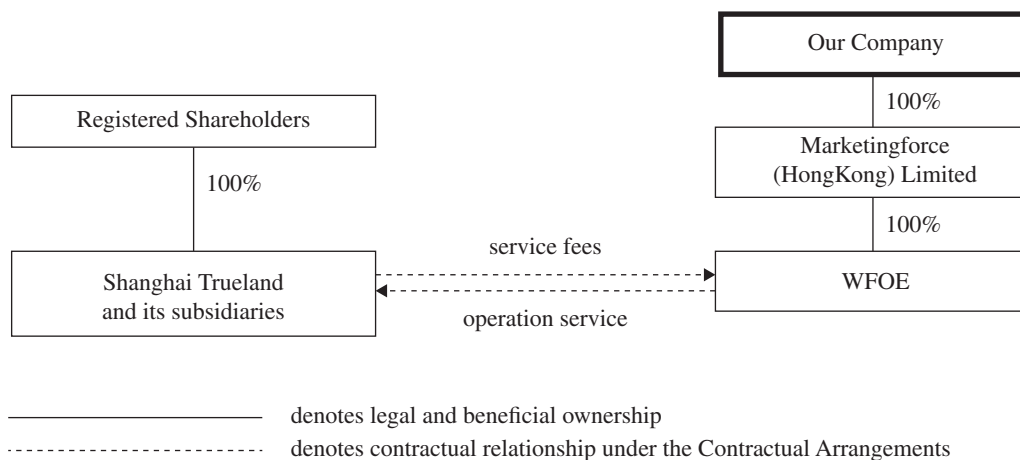 Our Company
100%
Registered Shareholders
Marketingforce
(HongKong) Limited
100%
100%
service fees
Shanghai Trueland
and its subsidiaries
WFOE
operation service
denotes legal and beneficial ownership
denotes contractual relationship under the Contractual Arrangements